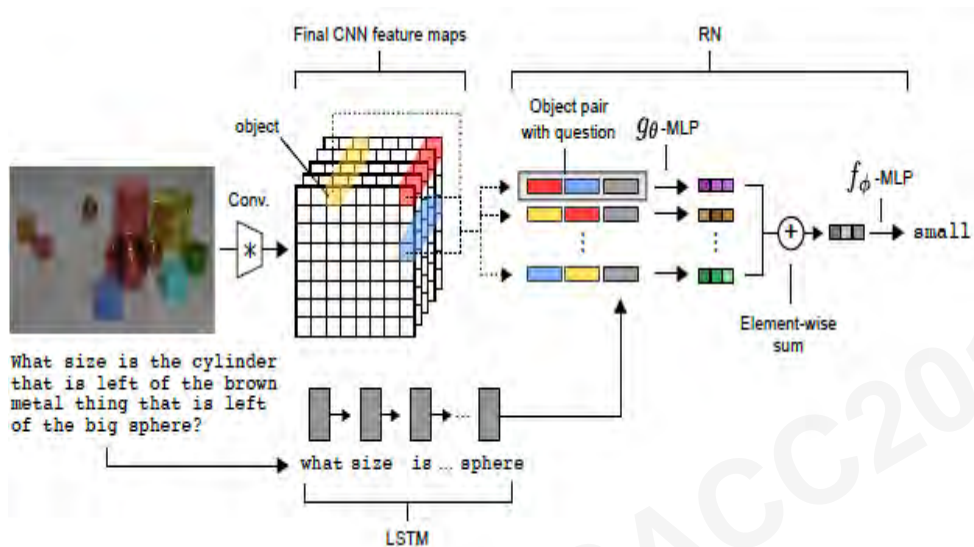 Final CNN feature maps
RN
object
Object pair
with question
gθ-MLP
Conv.
*
fϕ-MLP
+
small
Element-wise
sum
What size is the cylinder
that is left of the brown
metal thing that is left
of the big sphere?
...
what size is ... sphere
LSTM